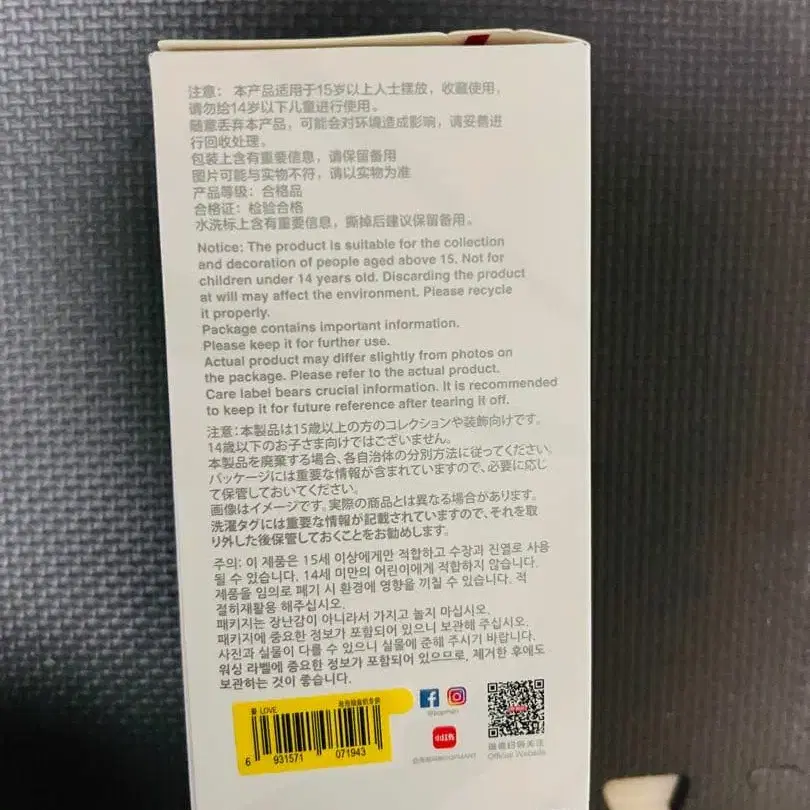 注意： 本产品适用于15岁以上人士摆放，收藏使用，
请勿给14岁以下儿童进行使用。
随意丢弃本产品，可能会对环境造成影响，请妥善进
行回收处理。
包装上含有重要信息，请保留备用
图片可能与实物不符，请以实物为准
产品等级：合格品
合格证：检验合格
水洗标上含有重要信息，撕掉后建议保留备用。
Notice: The product is suitable for the collection
and decoration of people aged above 15. Not for
children under 14 years old. Discarding the product
at will may affect the environment. Please recycle
it properly.
Package contains important information.
Please keep it for further use.
Actual product may differ slightly from photos on
the package. Please refer to the actual product.
Care label bears crucial information. It is recommended
to keep it for future reference after tearing it off.
注意：本製品は15歳以上の方のコレクションや装飾向けです。
14歳以下のお子さま向けではございません。
本製品を廃棄する場合、各自治体の分別方法に従ってください。
パッケージには重要な情報が含まれていますので、必要に応じ
て保管しておいてください。
画像はイメージです。実際の商品とは異なる場合があります。
洗濯タグには重要な情報が記載されていますので、それを取
り外した後保管しておくことをお勧めします。
주의: 이 제품은 15세 이상에게만 적합하고 수장과 진열로 사용
될 수 있습니다. 14세 미만의 어린이에게 적합하지 않습니다.
제품을 임의로 폐기 시 환경에 영향을 끼칠 수 있습니다. 적
절히재활용 해주십시오.
패키지는 장난감이 아니라서 가지고 놀지 마십시오.
패키지에 중요한 정보가 포함되어 있으니 보관해 주십시오.
사진과 실물이 다를 수 있으니 실물에 준해 주시기 바랍니다.
워싱 라벨에 중요한 정보가 포함되어 있으므로, 제거한 후에도
보관하는 것이 좋습니다.
爱 LOVE
6 931571 071943
@popmart
Official Website